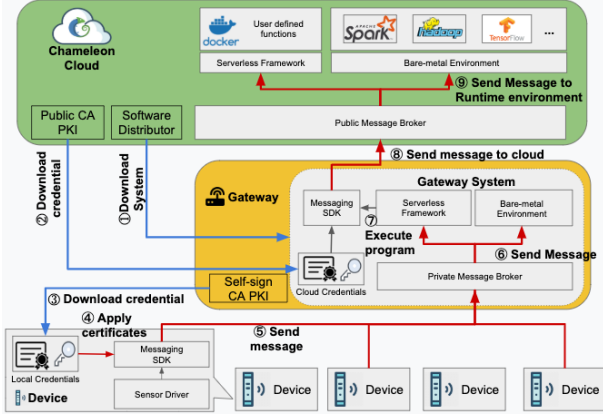 Chameleon
Cloud
docker
User defined
functions
Serverless Framework
APACHE
Spark
hadoop
TensorFlow
...
Bare-metal Environment
⑨ Send Message to
Runtime environment
Public CA
PKI
Software
Distributor
Public Message Broker
② Download
credential
①Download
System
⑧ Send message to cloud
Gateway
Gateway System
Messaging
SDK
Serverless
Framework
Bare-metal
Environment
⑦
Execute
program
⑥ Send Message
Cloud Credentials
Private Message Broker
Self-sign
CA PKI
③ Download credential
④ Apply
certificates
⑤ Send
message
Messaging
SDK
Local Credentials
Device
Sensor Driver
Device
Device
Device
Device